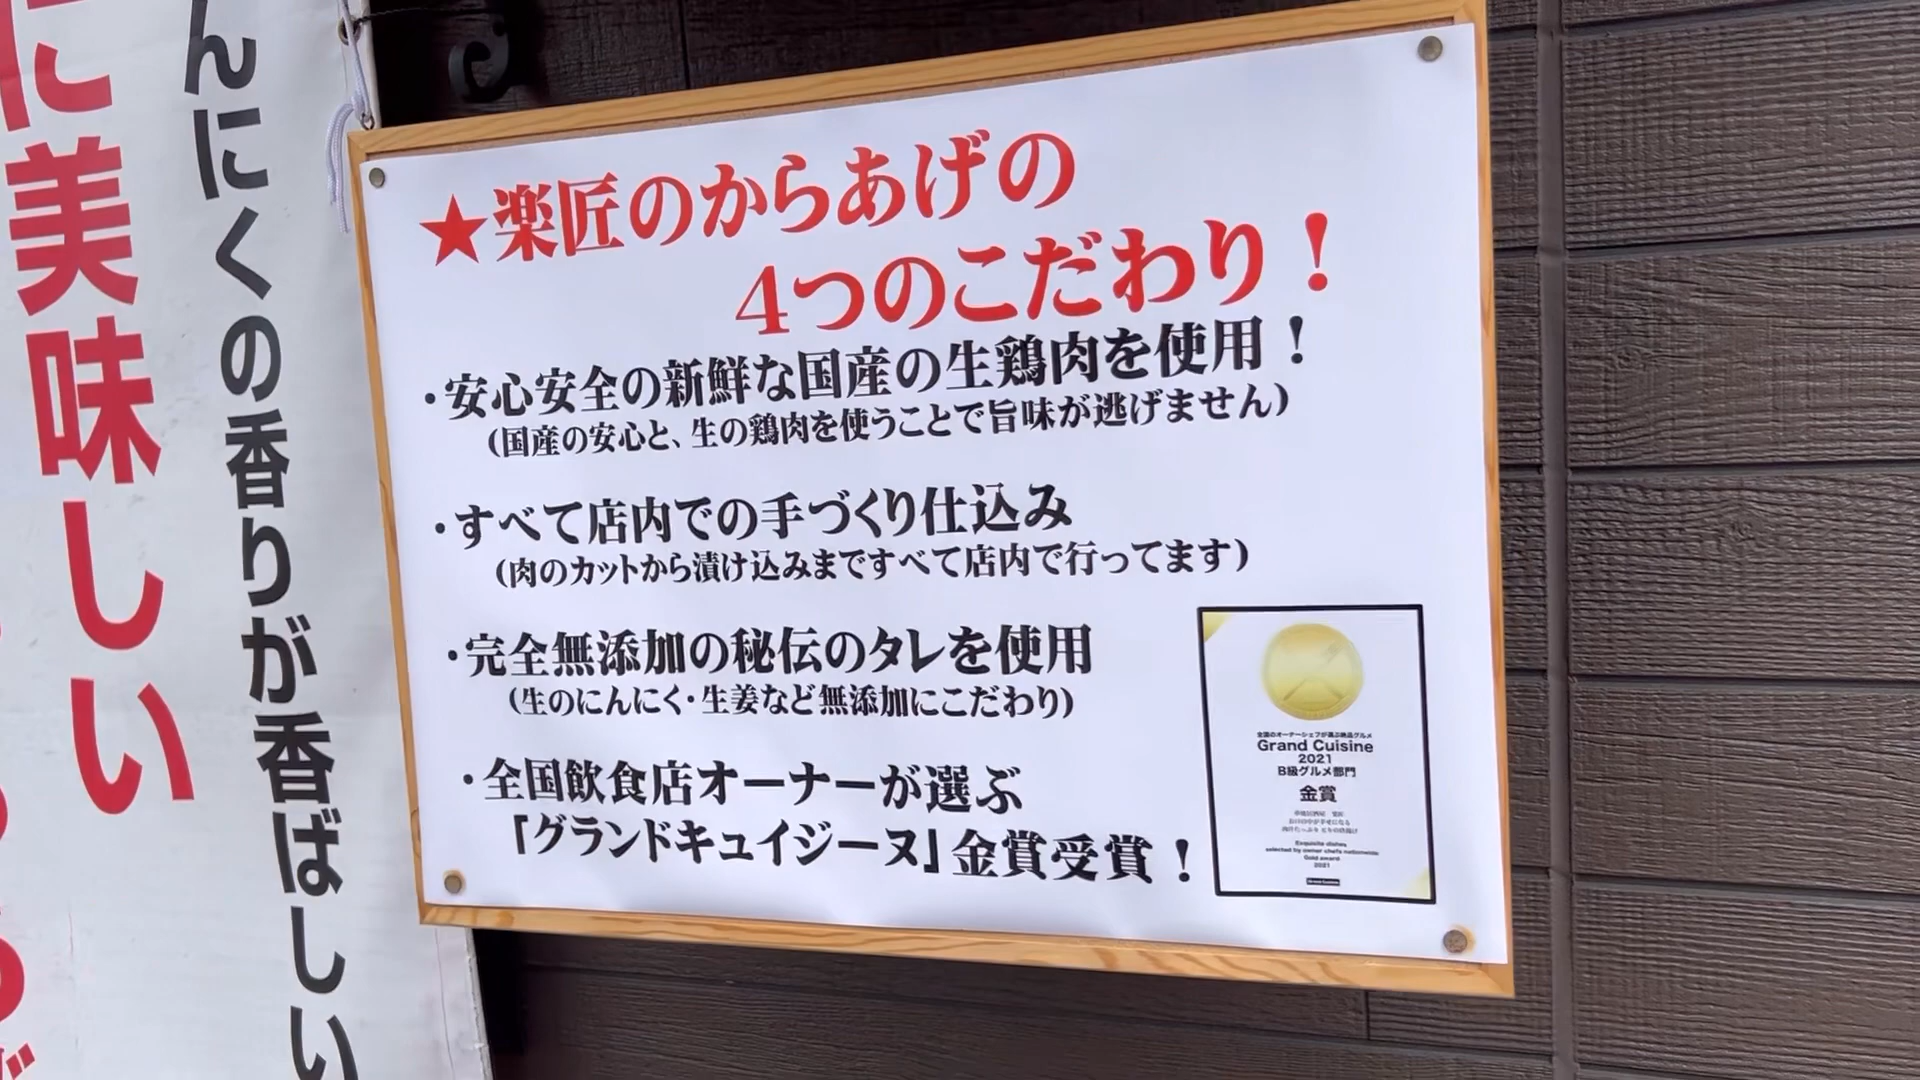 に美味しい
んにくの香りが香ばしい
★楽匠のからあげの
4つのこだわり！
・安心安全の新鮮な国産の生鶏肉を使用！
(国産の安心と、生の鶏肉を使うことで旨味が逃げません)
・すべて店内での手づくり仕込み
(肉のカットから漬け込みまですべて店内で行ってます)
・完全無添加の秘伝のタレを使用
(生のにんにく・生姜など無添加にこだわり)
・全国飲食店オーナーが選ぶ
「グランドキュイジーヌ」金賞受賞！
全国のオーナーシェフが選ぶ絶品グルメ
Grand Cuisine
2021
B級グルメ部門
金賞
Exquisite dishes
selected by owner chefs nationwide
Gold award
2021
Grand Cuisine